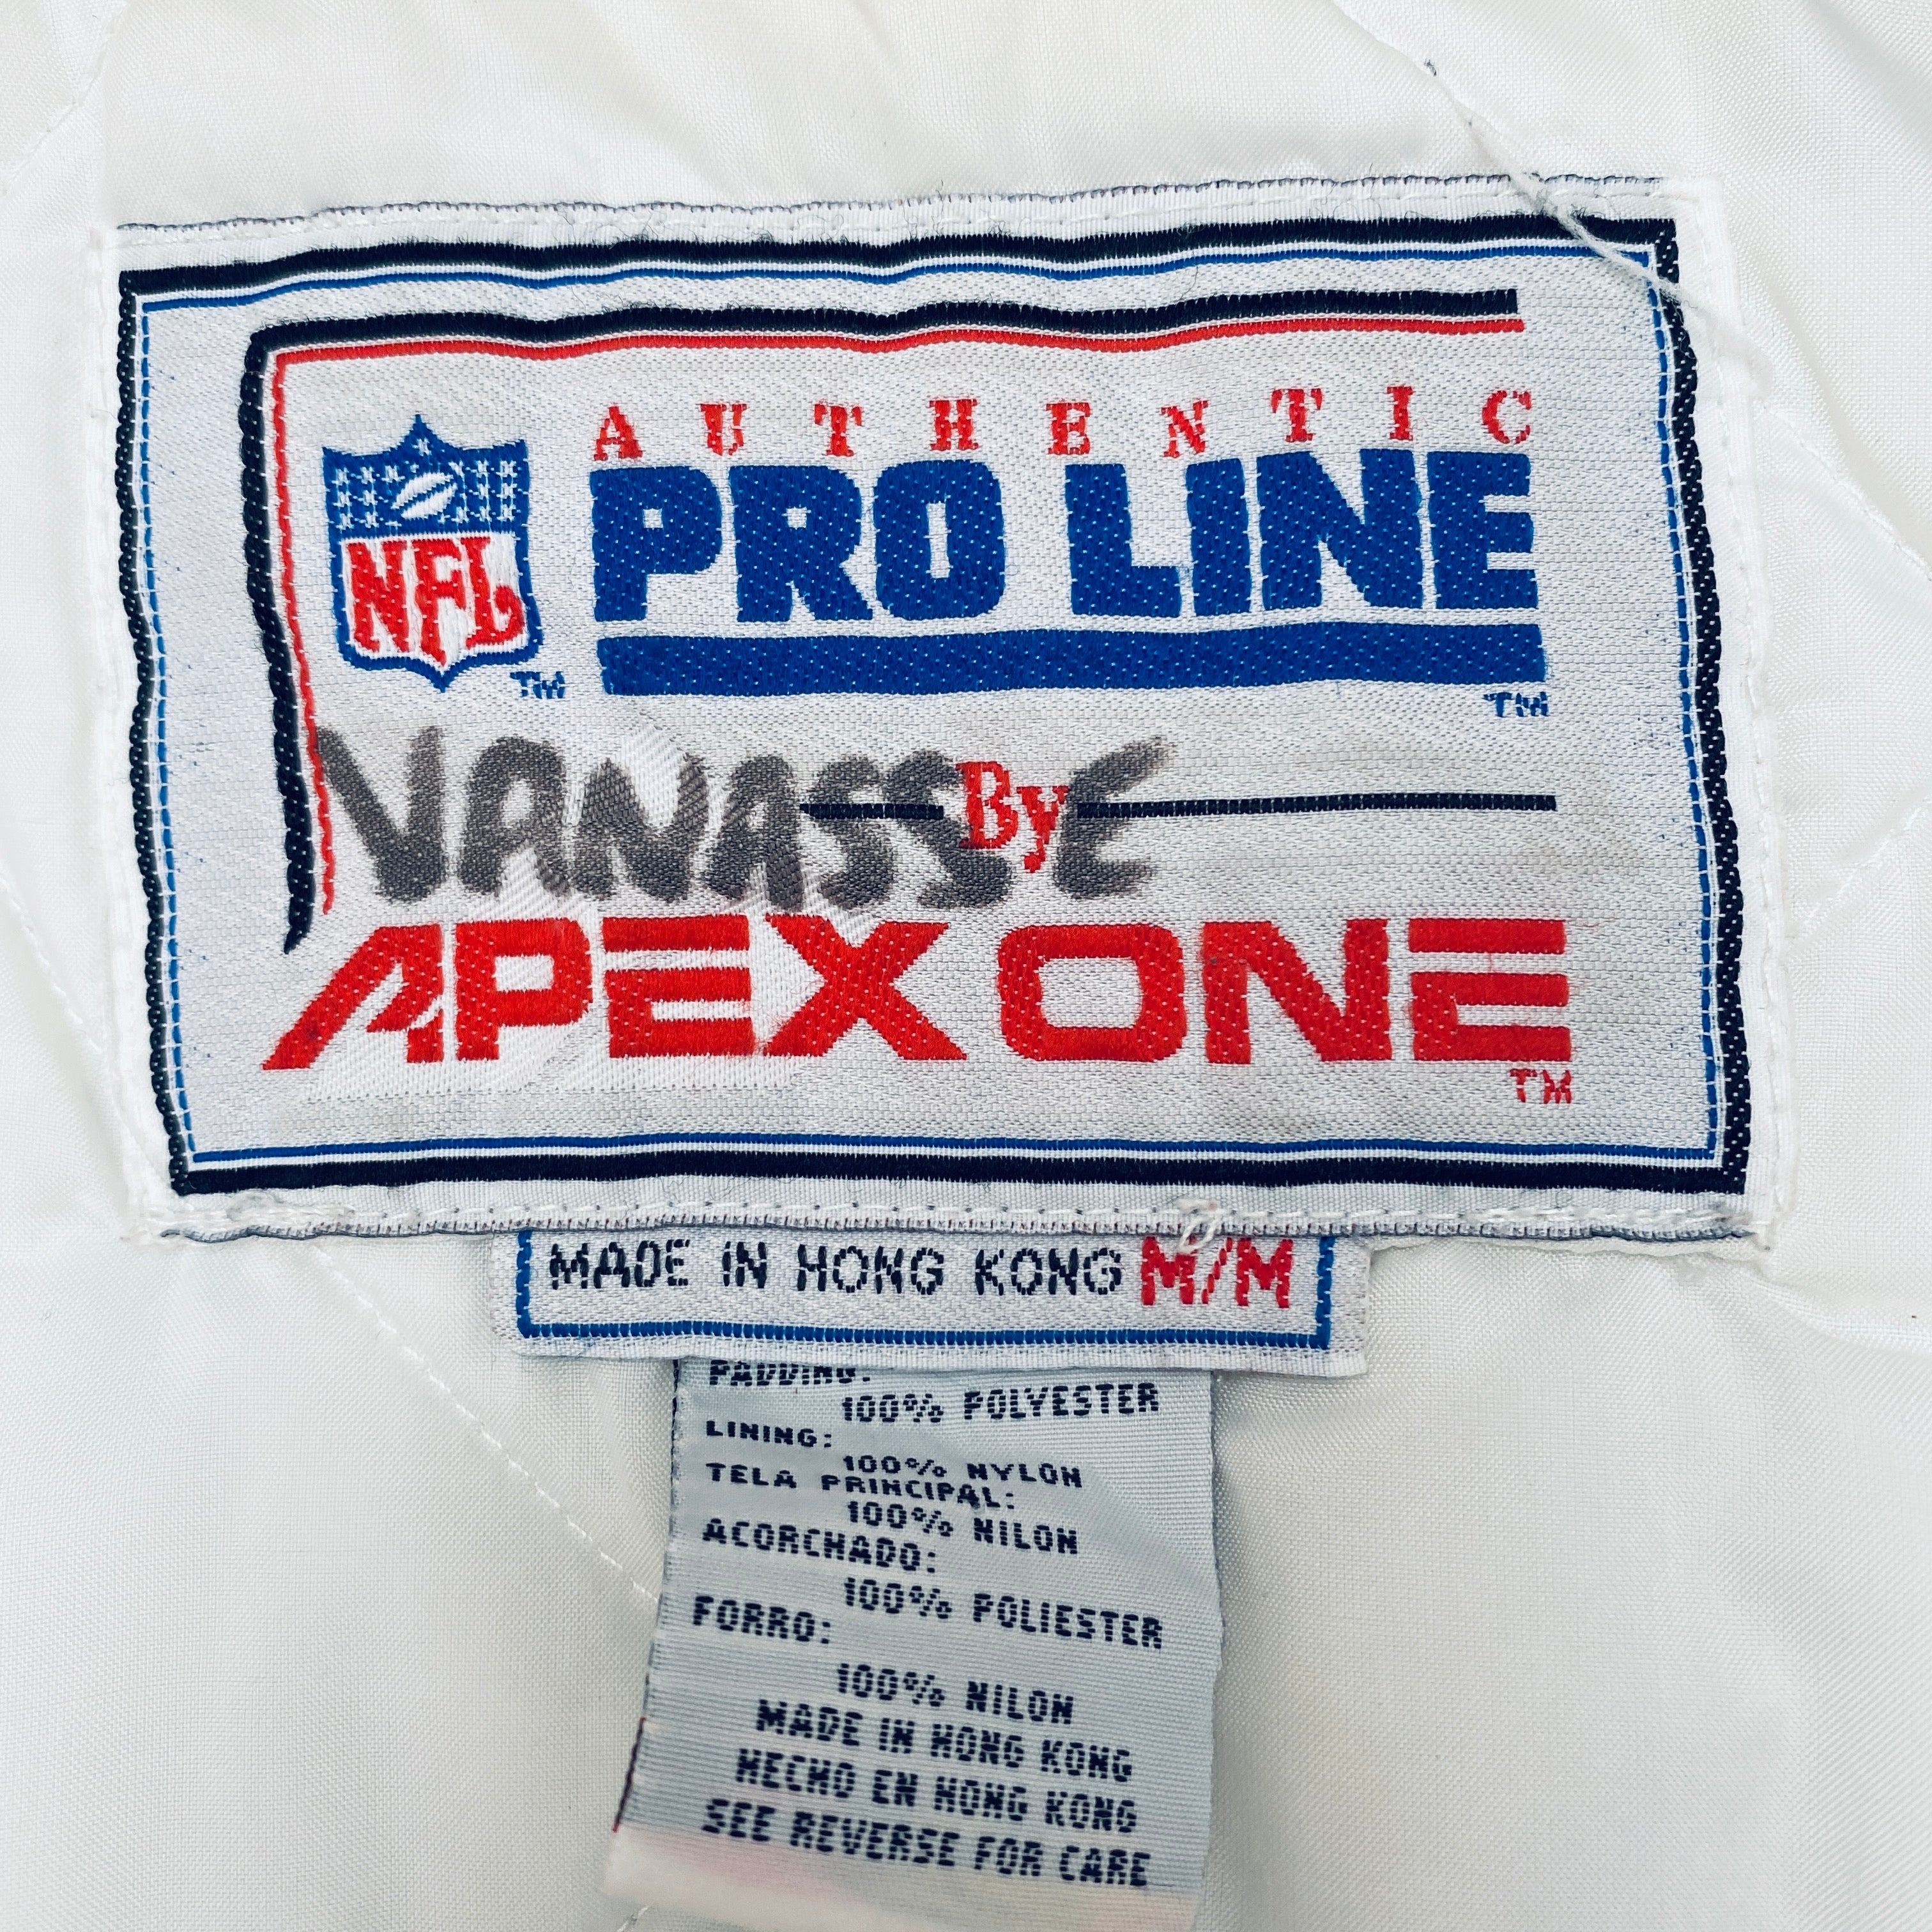 AUTHENTIC
NFL PRO LINE
TM
TM
VANASSE
By
APEX ONE
TM
MADE IN HONG KONG M/M
PADDING:
100% POLYESTER
LINING:
100% NYLON
TELA PRINCIPAL:
100% NILON
ACORCHADO:
100% POLIESTER
FORRO:
100% NILON
MADE IN HONG KONG
HECHO EN HONG KONG
SEE REVERSE FOR CARE